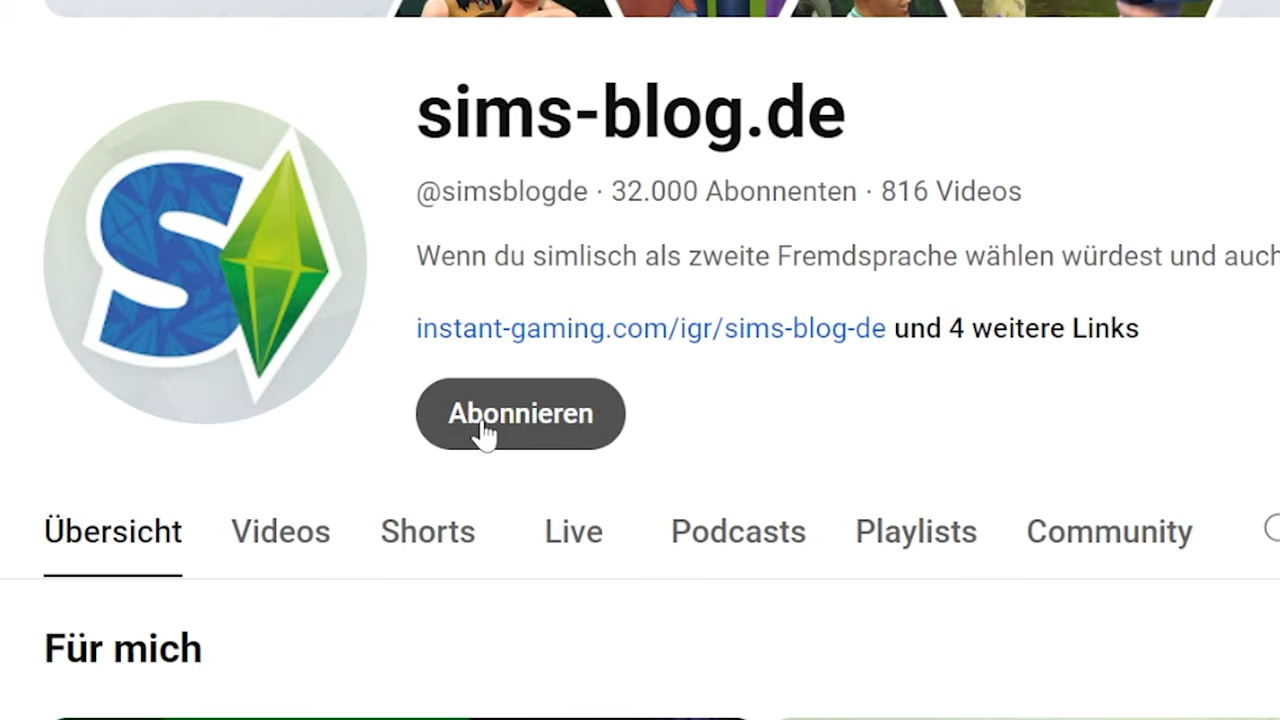 sims-blog.de
@simsblogde · 32.000 Abonnenten · 816 Videos
Wenn du simlisch als zweite Fremdsprache wählen würdest und auch
instant-gaming.com/igr/sims-blog-de und 4 weitere Links
Abonnieren
Übersicht Videos Shorts Live Podcasts Playlists Community
Für mich